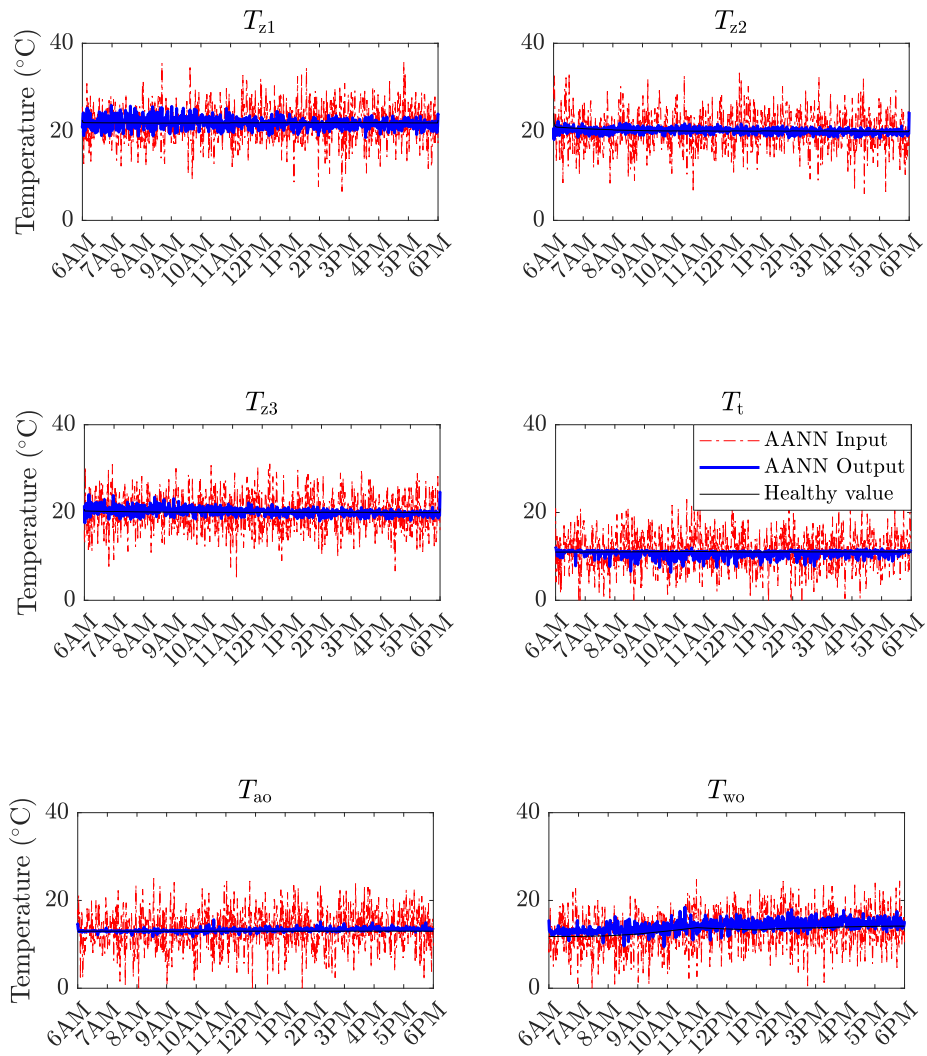 T_z1
T_z2
Temperature (°C)
40
20
0
6AM 7AM 8AM 9AM 10AM 11AM 12PM 1PM 2PM 3PM 4PM 5PM 6PM
40
20
0
6AM 7AM 8AM 9AM 10AM 11AM 12PM 1PM 2PM 3PM 4PM 5PM 6PM
T_z3
T_t
Temperature (°C)
40
20
0
6AM 7AM 8AM 9AM 10AM 11AM 12PM 1PM 2PM 3PM 4PM 5PM 6PM
40
20
0
AANN Input
AANN Output
Healthy value
6AM 7AM 8AM 9AM 10AM 11AM 12PM 1PM 2PM 3PM 4PM 5PM 6PM
T_ao
T_wo
Temperature (°C)
40
20
0
6AM 7AM 8AM 9AM 10AM 11AM 12PM 1PM 2PM 3PM 4PM 5PM 6PM
40
20
0
6AM 7AM 8AM 9AM 10AM 11AM 12PM 1PM 2PM 3PM 4PM 5PM 6PM